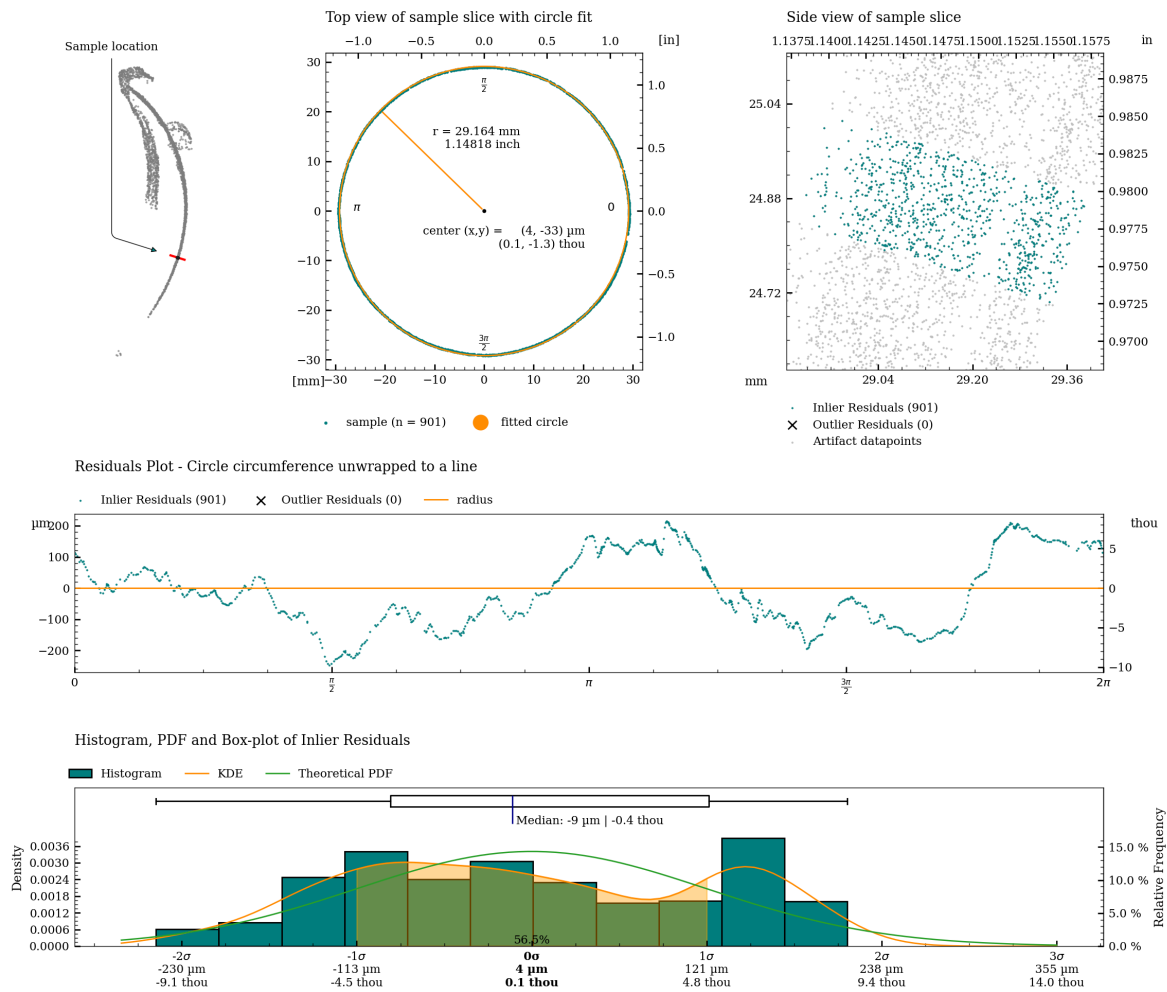 Top view of sample slice with circle fit
Side view of sample slice
Sample location
−1.0 −0.5 0.0 0.5 1.0 [in]
1.1375 1.1400 1.1425 1.1450 1.1475 1.1500 1.1525 1.1550 1.1575 in
30
20
10
0
−10
−20
−30
π/2
r = 29.164 mm
1.14818 inch
π
0
center (x,y) = (4, -33) µm
(0.1, -1.3) thou
3π/2
1.0
0.5
0.0
−0.5
−1.0
[mm] −30 −20 −10 0 10 20 30
25.04
24.88
24.72
0.9875
0.9850
0.9825
0.9800
0.9775
0.9750
0.9725
0.9700
mm 29.04 29.20 29.36
sample (n = 901) fitted circle
Inlier Residuals (901)
Outlier Residuals (0)
Artifact datapoints
Residuals Plot - Circle circumference unwrapped to a line
Inlier Residuals (901) Outlier Residuals (0) radius
µm
thou
200
100
0
−100
−200
5
0
−5
−10
0 π/2 π 3π/2 2π
Histogram, PDF and Box-plot of Inlier Residuals
Histogram KDE Theoretical PDF
Median: -9 µm | -0.4 thou
Density
0.0036
0.0030
0.0024
0.0018
0.0012
0.0006
0.0000
Relative Frequency
15.0 %
10.0 %
5.0 %
0.0 %
56.5%
-2σ -1σ 0σ 1σ 2σ 3σ
-230 µm -113 µm 4 µm 121 µm 238 µm 355 µm
-9.1 thou -4.5 thou 0.1 thou 4.8 thou 9.4 thou 14.0 thou